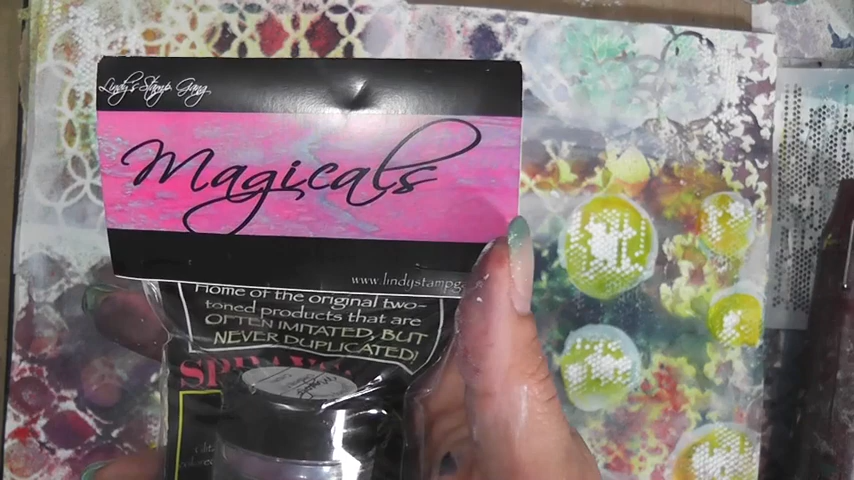 Lindy's Stamp Gang
Magicals
www.lindystampg
Home of the original two-
toned products that are
OFTEN IMITATED, BUT
NEVER DUPLICATED!